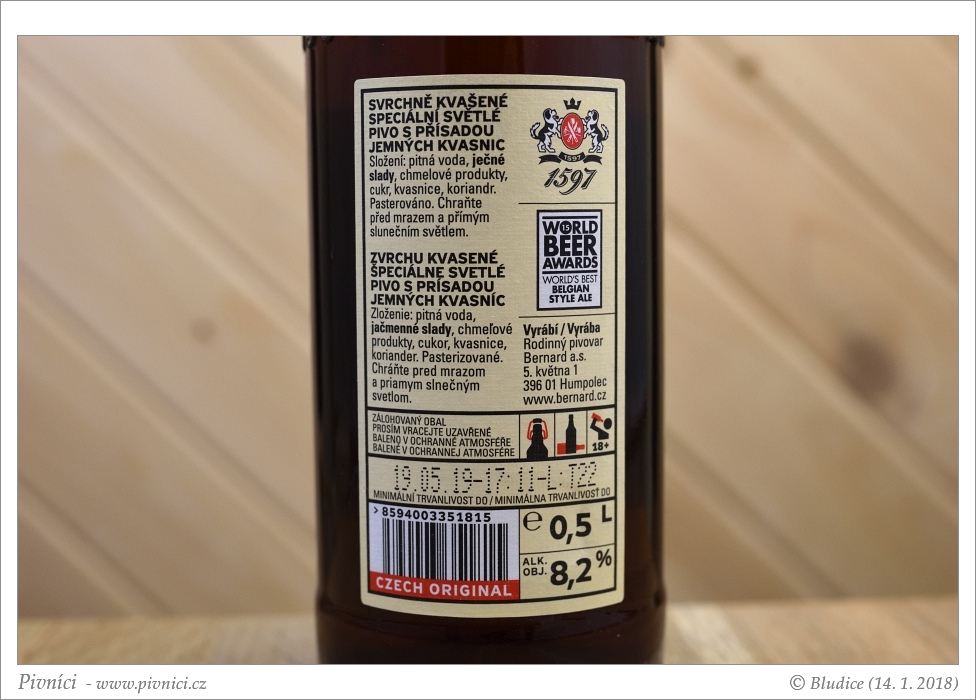 SVRCHNĚ KVAŠENÉ
SPECIÁLNÍ SVĚTLÉ
PIVO S PŘÍSADOU
JEMNÝCH KVASNIC
Složení: pitná voda, ječné
slady, chmelové produkty,
cukr, kvasnice, koriandr.
Pasterováno. Chraňte
před mrazem a přímým
slunečním světlem.
ZVRCHU KVASENÉ
ŠPECIÁLNE SVETLÉ
PIVO S PRÍSADOU
JEMNÝCH KVASNÍC
Zloženie: pitná voda,
jačmenné slady, chmeľové
produkty, cukor, kvasnice,
koriander. Pasterizované.
Chráňte pred mrazom
a priamym slnečným
svetlom.
1597
1597
WORLD
15
BEER
AWARDS
WORLD'S BEST
BELGIAN
STYLE ALE
Vyrábí / Vyrába
Rodinný pivovar
Bernard a.s.
5. května 1
396 01 Humpolec
www.bernard.cz
ZÁLOHOVANÝ OBAL
PROSÍM VRACEJTE UZAVŘENÉ
BALENO V OCHRANNÉ ATMOSFÉŘE
BALENÉ V OCHRANNEJ ATMOSFÉRE
18+
19.05.19-17:11-L:T22
MINIMÁLNÍ TRVANLIVOST DO / MINIMÁLNA TRVANLIVOSŤ DO
>8594003351815
CZECH ORIGINAL
e 0,5 L
ALK.
OBJ. 8,2%
Pivníci - www.pivnici.cz
© Bludice (14. 1. 2018)